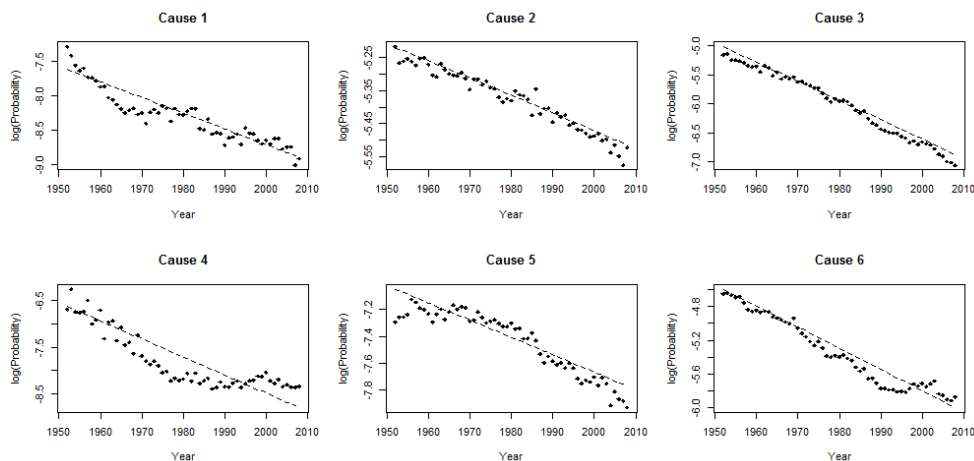 Cause 1
log(Probability)
-7.5
-8.0
-8.5
-9.0
1950 1960 1970 1980 1990 2000 2010
Year
Cause 2
log(Probability)
-5.25
-5.35
-5.45
-5.55
1950 1960 1970 1980 1990 2000 2010
Year
Cause 3
log(Probability)
-5.0
-5.5
-6.0
-6.5
-7.0
1950 1960 1970 1980 1990 2000 2010
Year
Cause 4
log(Probability)
-6.5
-7.5
-8.5
1950 1960 1970 1980 1990 2000 2010
Year
Cause 5
log(Probability)
-7.2
-7.4
-7.6
-7.8
1950 1960 1970 1980 1990 2000 2010
Year
Cause 6
log(Probability)
-4.8
-5.2
-5.6
-6.0
1950 1960 1970 1980 1990 2000 2010
Year